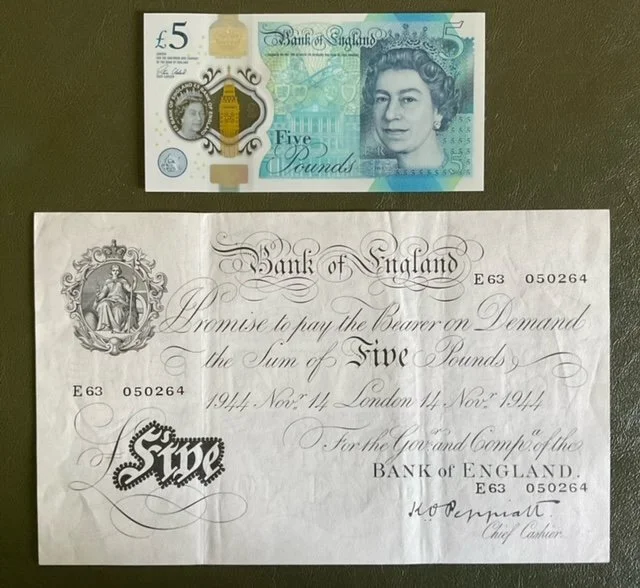 £5
Bank of England
Five
Pounds
5
Bank of England
E63 050264
Promise to pay the Bearer on Demand
the Sum of Five Pounds
E63 050264
1944 Novr 14 London 14 Novr 1944
For the Govr and Compa of the
BANK of ENGLAND.
£ Five
E63 050264
K O Peppiatt.
Chief Cashier.